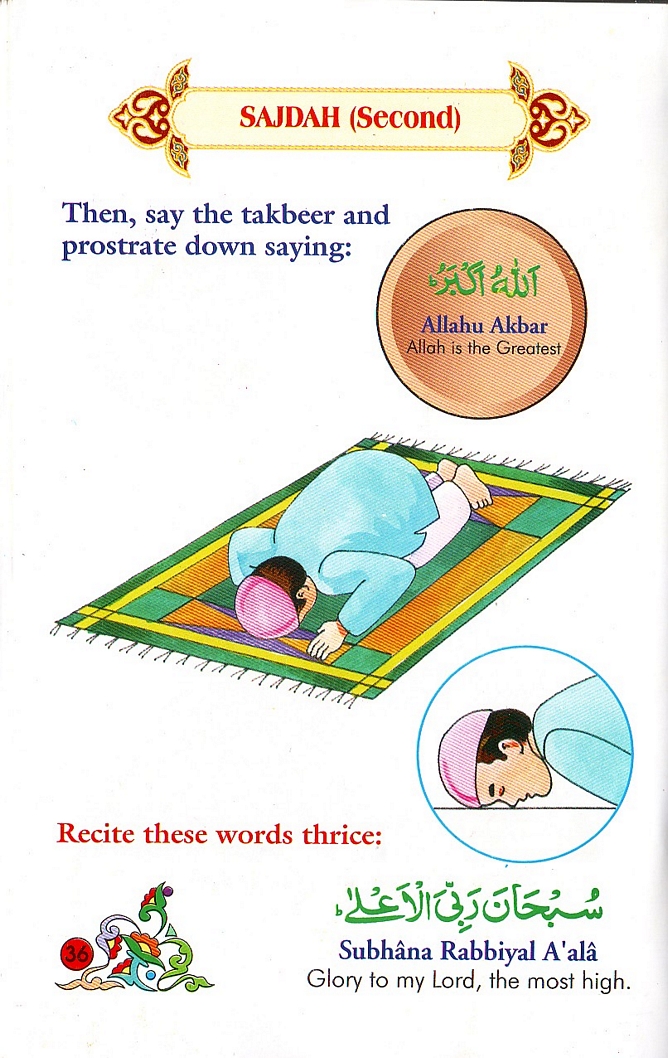 SAJDAH (Second)
Then, say the takbeer and
prostrate down saying:
اَللّٰهُ اَكْبَرُ ؕ
Allahu Akbar
Allah is the Greatest
Recite these words thrice:
سُبْحَانَ رَبِّیَ الْاَعْلٰی ؕ
Subhâna Rabbiyal A'alâ
Glory to my Lord, the most high.
36